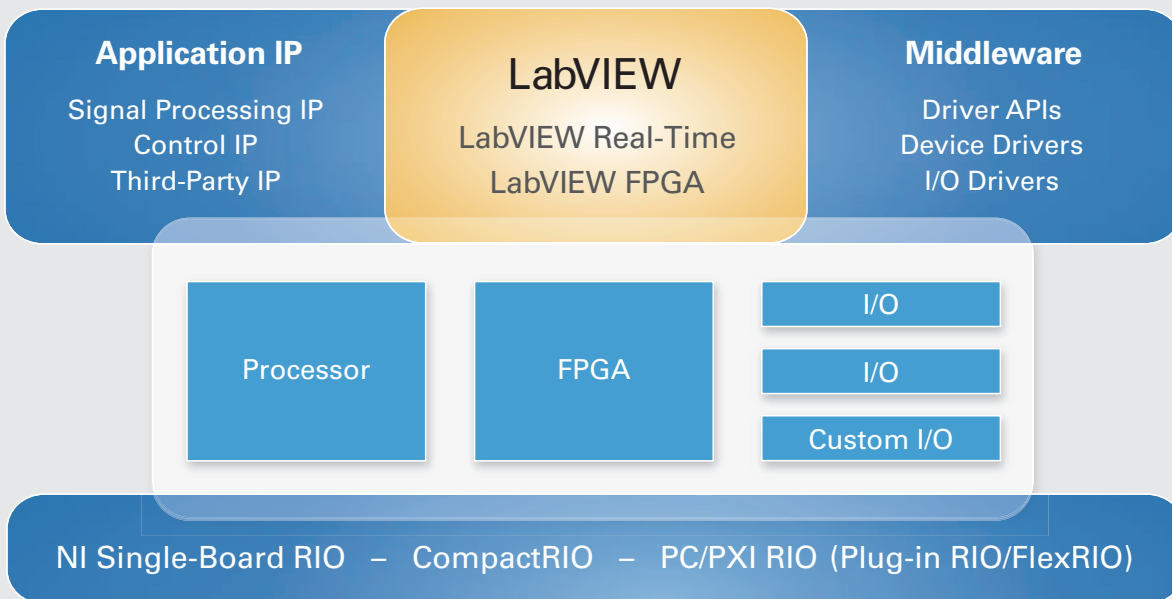 Application IP
Signal Processing IP
Control IP
Third-Party IP
LabVIEW
LabVIEW Real-Time
LabVIEW FPGA
Middleware
Driver APIs
Device Drivers
I/O Drivers
Processor
FPGA
I/O
I/O
Custom I/O
NI Single-Board RIO – CompactRIO – PC/PXI RIO (Plug-in RIO/FlexRIO)